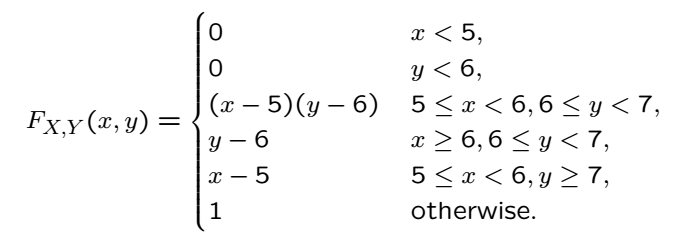 F_{X,Y}(x, y) = {
0 x < 5,
0 y < 6,
(x − 5)(y − 6) 5 ≤ x < 6, 6 ≤ y < 7,
y − 6 x ≥ 6, 6 ≤ y < 7,
x − 5 5 ≤ x < 6, y ≥ 7,
1 otherwise.